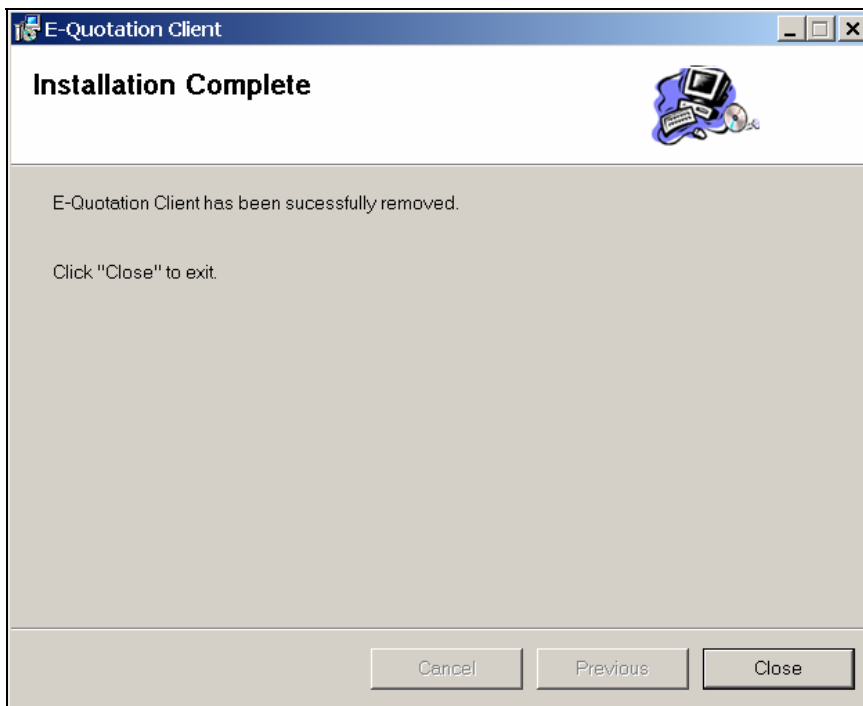 E-Quotation Client
Installation Complete
E-Quotation Client has been sucessfully removed.
Click "Close" to exit.
Cancel Previous Close